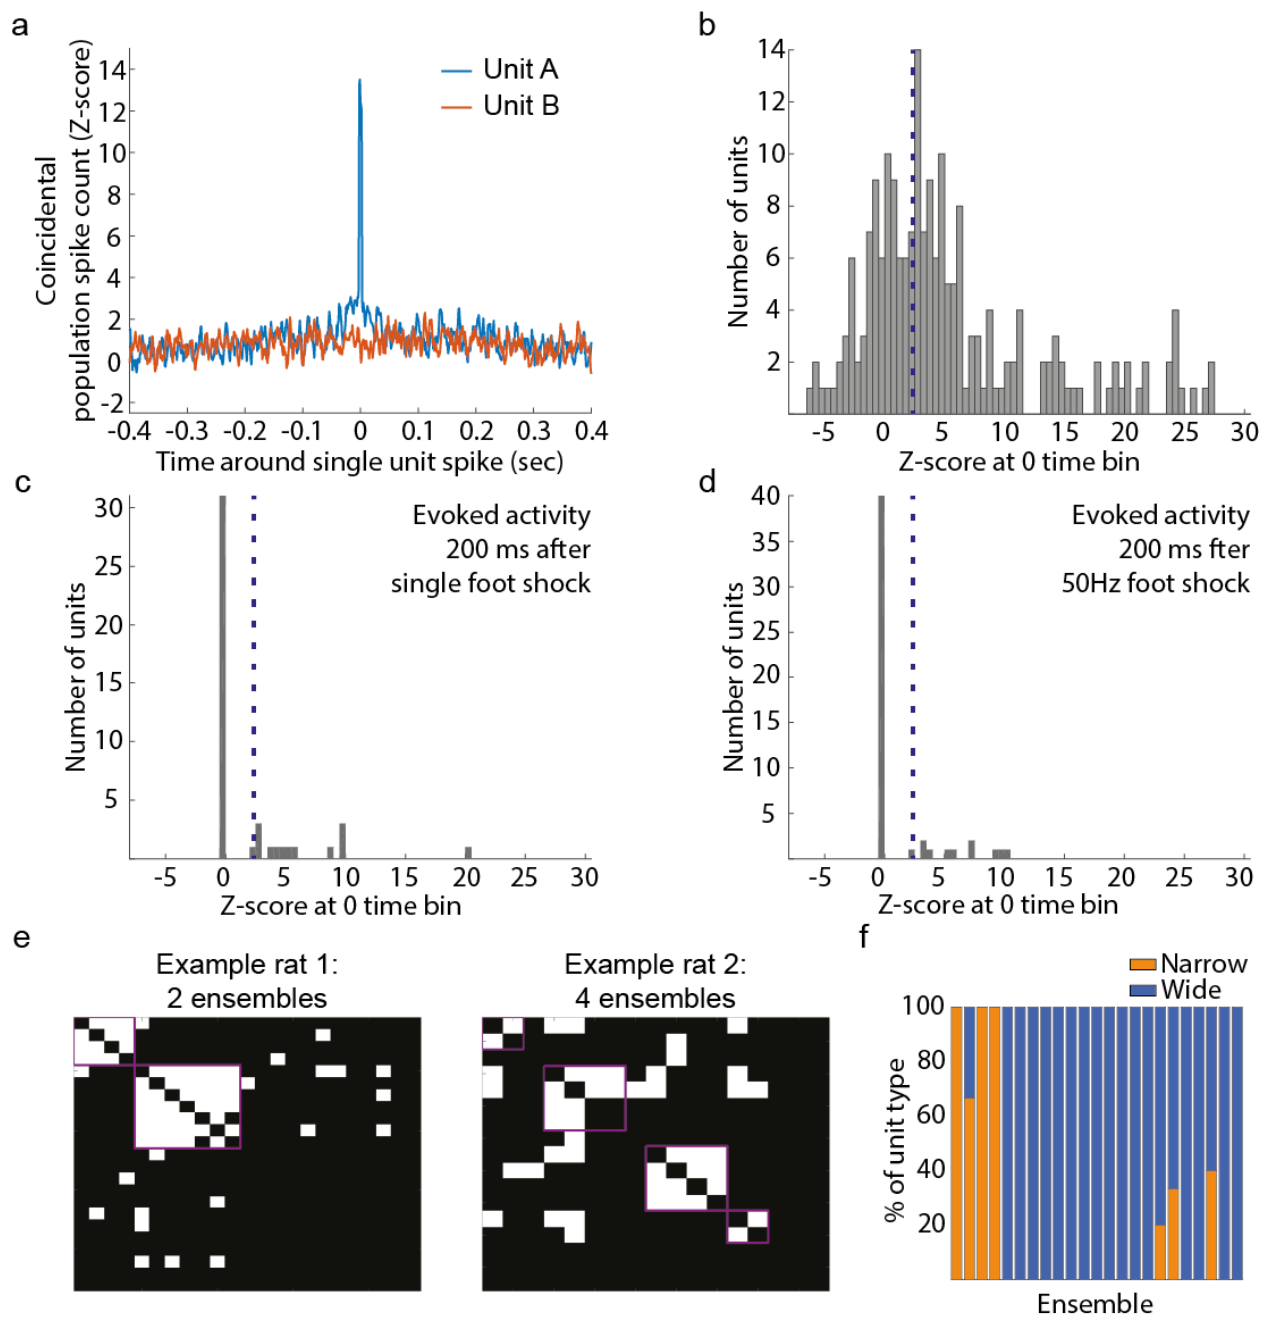 a
Coincidental
population spike count (Z-score)
14
12
10
8
6
4
2
0
-2
Unit A
Unit B
-0.4 -0.3 -0.2 -0.1 0 0.1 0.2 0.3 0.4
Time around single unit spike (sec)
b
Number of units
14
12
10
8
6
4
2
-5 0 5 10 15 20 25 30
Z-score at 0 time bin
c
Number of units
30
25
20
15
10
5
Evoked activity
200 ms after
single foot shock
-5 0 5 10 15 20 25 30
Z-score at 0 time bin
d
Number of units
40
35
30
25
20
15
10
5
Evoked activity
200 ms fter
50Hz foot shock
-5 0 5 10 15 20 25 30
Z-score at 0 time bin
e
Example rat 1:
2 ensembles
Example rat 2:
4 ensembles
f
Narrow
Wide
% of unit type
100
80
60
40
20
Ensemble